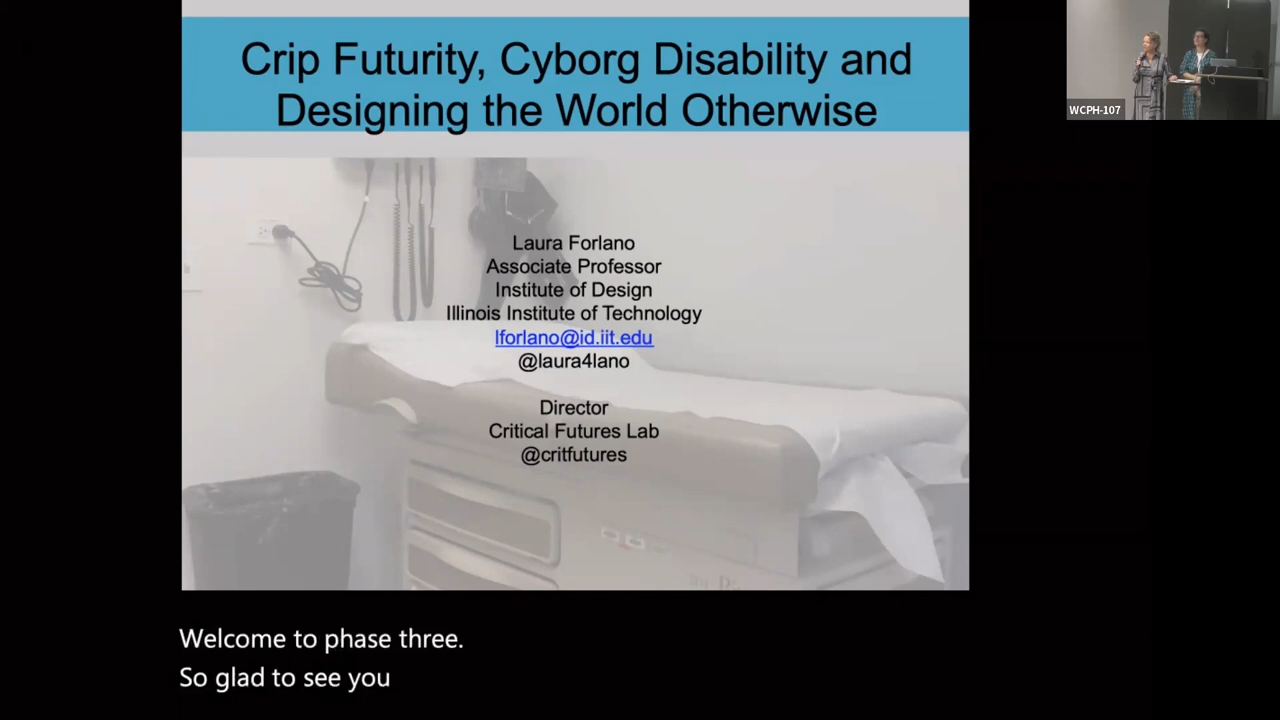 Crip Futurity, Cyborg Disability and
Designing the World Otherwise
WCPH-107
Laura Forlano
Associate Professor
Institute of Design
Illinois Institute of Technology
lforlano@id.iit.edu
@laura4lano
Director
Critical Futures Lab
@critfutures
Welcome to phase three.
So glad to see you